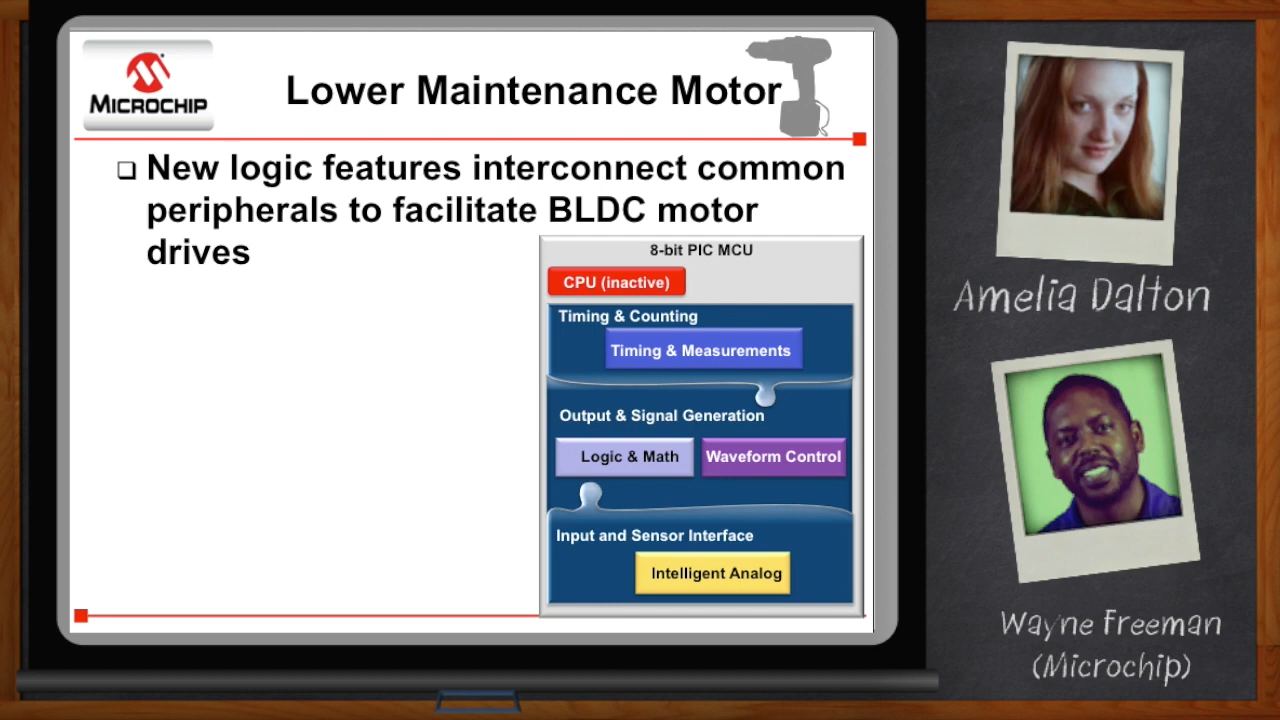 MICROCHIP
Lower Maintenance Motor
❑ New logic features interconnect common
peripherals to facilitate BLDC motor
drives
8-bit PIC MCU
CPU (inactive)
Timing & Counting
Timing & Measurements
Output & Signal Generation
Logic & Math
Waveform Control
Input and Sensor Interface
Intelligent Analog
Amelia Dalton
Wayne Freeman
(Microchip)